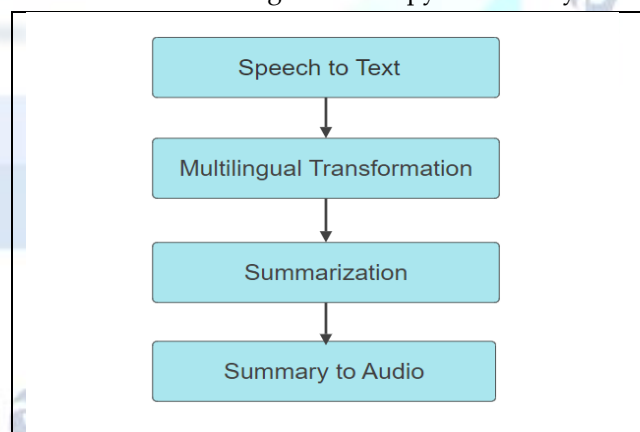 Speech to Text
Multilingual Transformation
Summarization
Summary to Audio